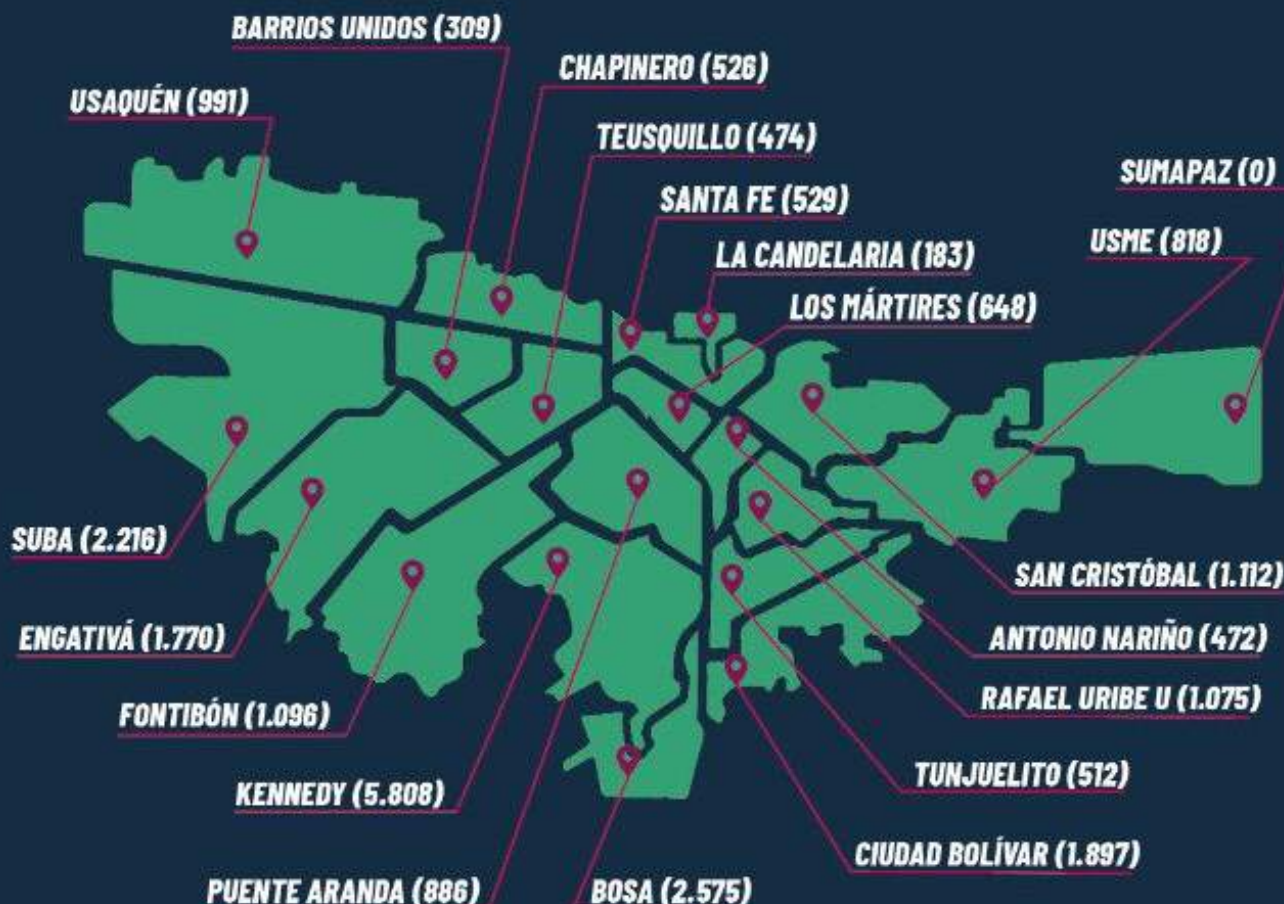 BARRIOS UNIDOS (309)
CHAPINERO (526)
USAQUÉN (991)
TEUSQUILLO (474)
SUMAPAZ (0)
SANTA FE (529)
USME (818)
LA CANDELARIA (183)
LOS MÁRTIRES (648)
SUBA (2.216)
SAN CRISTÓBAL (1.112)
ENGATIVÁ (1.770)
ANTONIO NARIÑO (472)
RAFAEL URIBE U (1.075)
FONTIBÓN (1.096)
TUNJUELITO (512)
KENNEDY (5.808)
CIUDAD BOLÍVAR (1.897)
PUENTE ARANDA (886)
BOSA (2.575)